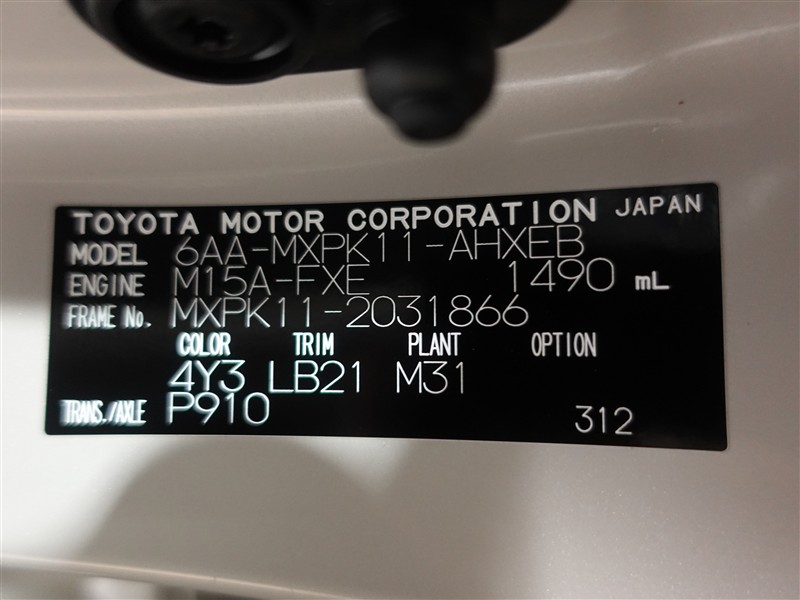 TOYOTA MOTOR CORPORATION JAPAN
MODEL 6AA-MXPK11-AHXEB
ENGINE M15A-FXE 1490 mL
FRAME No. MXPK11-2031866
COLOR TRIM PLANT OPTION
4Y3 LB21 M31
TRANS./AXLE P910 312